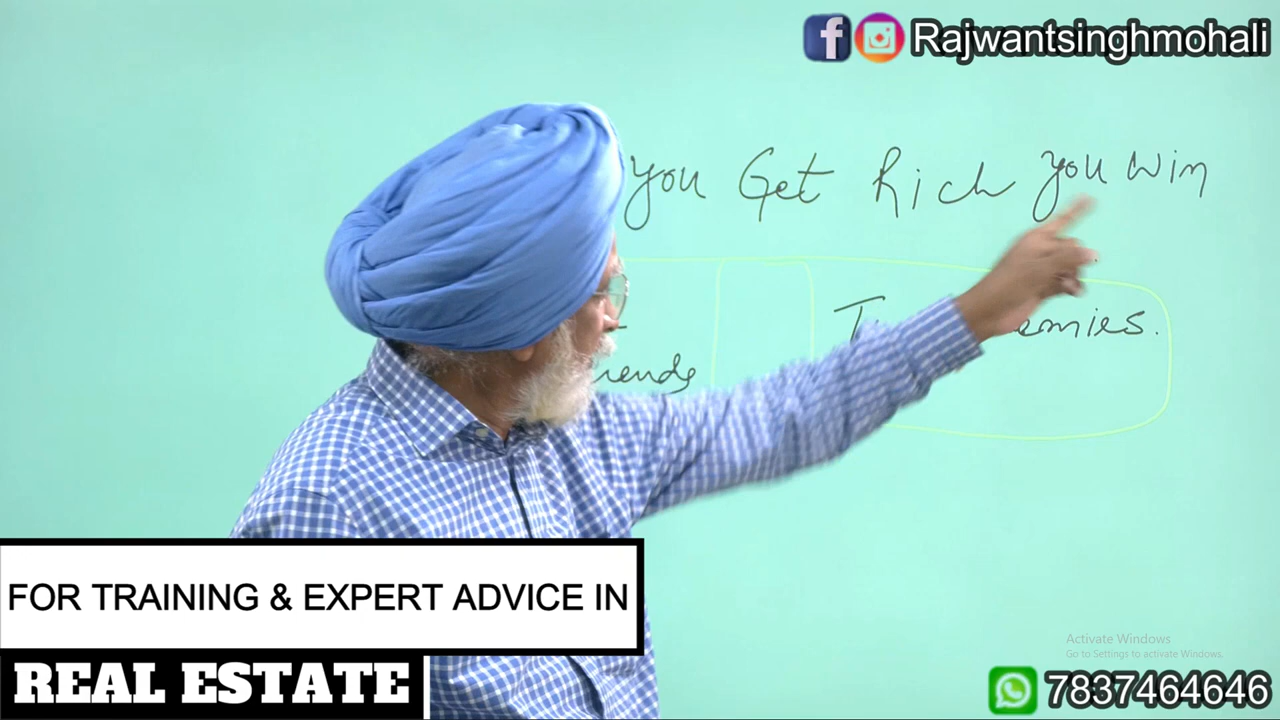 Rajwantsinghmohali
you Get Rich you Win
FOR TRAINING & EXPERT ADVICE IN
REAL ESTATE
Activate Windows
Go to Settings to activate Windows.
7837464646